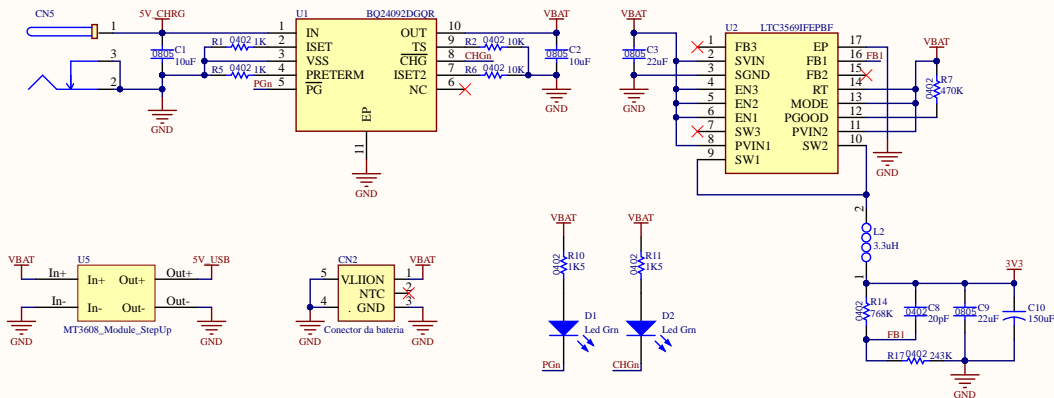 CN5
1
3
2
5V_CHRG
C1
0805
10uF
GND
R1 0402 1K
R5 0402 1K
PGn
U1 BQ24092DGQR
1 IN
2 ISET
3 VSS
4 PRETERM
5 PG
OUT 10
TS 9
CHG 8
ISET2 7
NC 6
EP
11
GND
R2 0402 10K
CHGn
R6 0402 10K
VBAT
C2
0805
10uF
GND
VBAT
C3
0805
22uF
GND
U2 LTC3569IFEPBF
1 FB3
2 SVIN
3 SGND
4 EN3
5 EN2
6 EN1
7 SW3
8 PVIN1
9 SW1
EP 17
FB1 16
FB2 15
RT 14
MODE 13
PGOOD 12
PVIN2 11
SW2 10
FB1
VBAT
R7
0402
470K
GND
2
L2
3.3uH
1
3V3
R14
0402
768K
C8
0402
20pF
C9
0805
22uF
C10
150uF
FB1
R17 0402 243K
GND
VBAT
U5
5V_USB
In+ In+ Out+ Out+
In- In- Out- Out-
GND
GND
MT3608_Module_StepUp
CN2
VBAT
5 V.LIION 1
NTC 2
4 . GND 3
GND
GND
Conector da bateria
VBAT
R10
0402
1K5
D1
Led Grn
PGn
VBAT
R11
0402
1K5
D2
Led Grn
CHGn